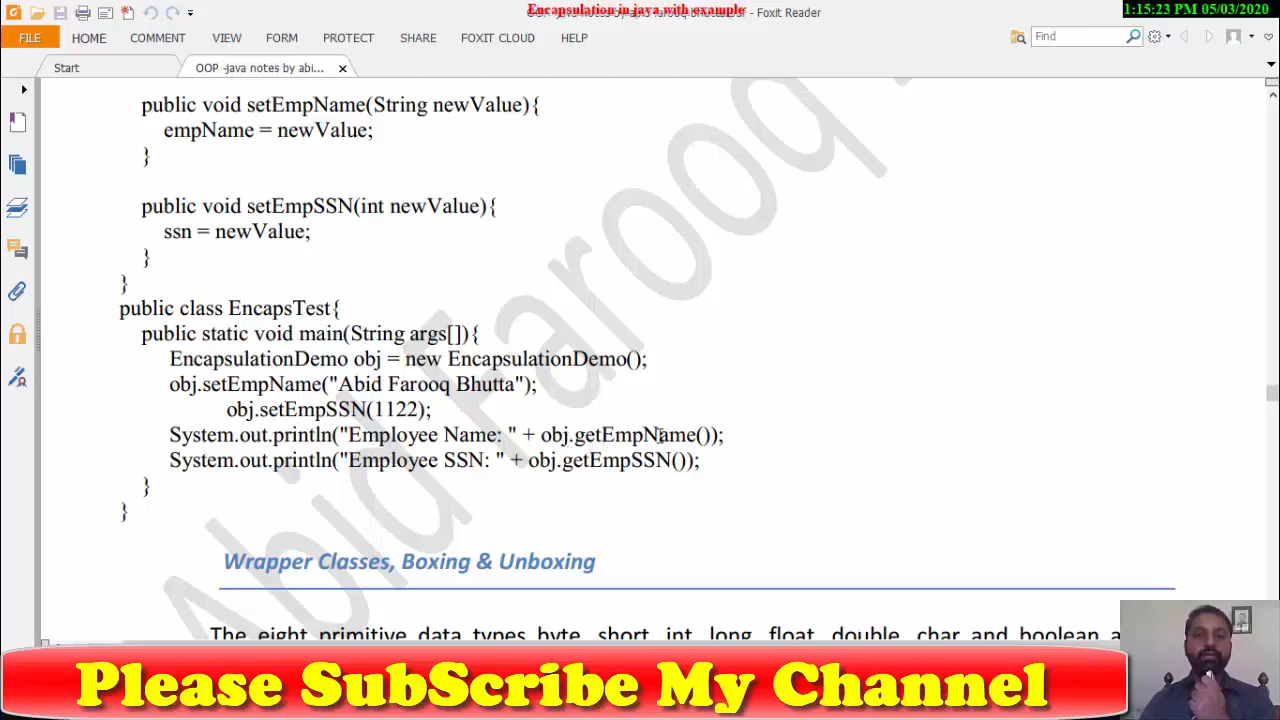 Encapsulation in java with example
- Foxit Reader
1:15:23 PM 05/03/2020
FILE HOME COMMENT VIEW FORM PROTECT SHARE FOXIT CLOUD HELP
Find
Start
OOP -java notes by abi...
public void setEmpName(String newValue){
empName = newValue;
}
public void setEmpSSN(int newValue){
ssn = newValue;
}
}
public class EncapsTest{
public static void main(String args[]){
EncapsulationDemo obj = new EncapsulationDemo();
obj.setEmpName("Abid Farooq Bhutta");
obj.setEmpSSN(1122);
System.out.println("Employee Name: " + obj.getEmpName());
System.out.println("Employee SSN: " + obj.getEmpSSN());
}
}
Abid Farooq
Wrapper Classes, Boxing & Unboxing
The eight primitive data types byte, short, int, long, float, double, char and boolean
Please SubScribe My Channel